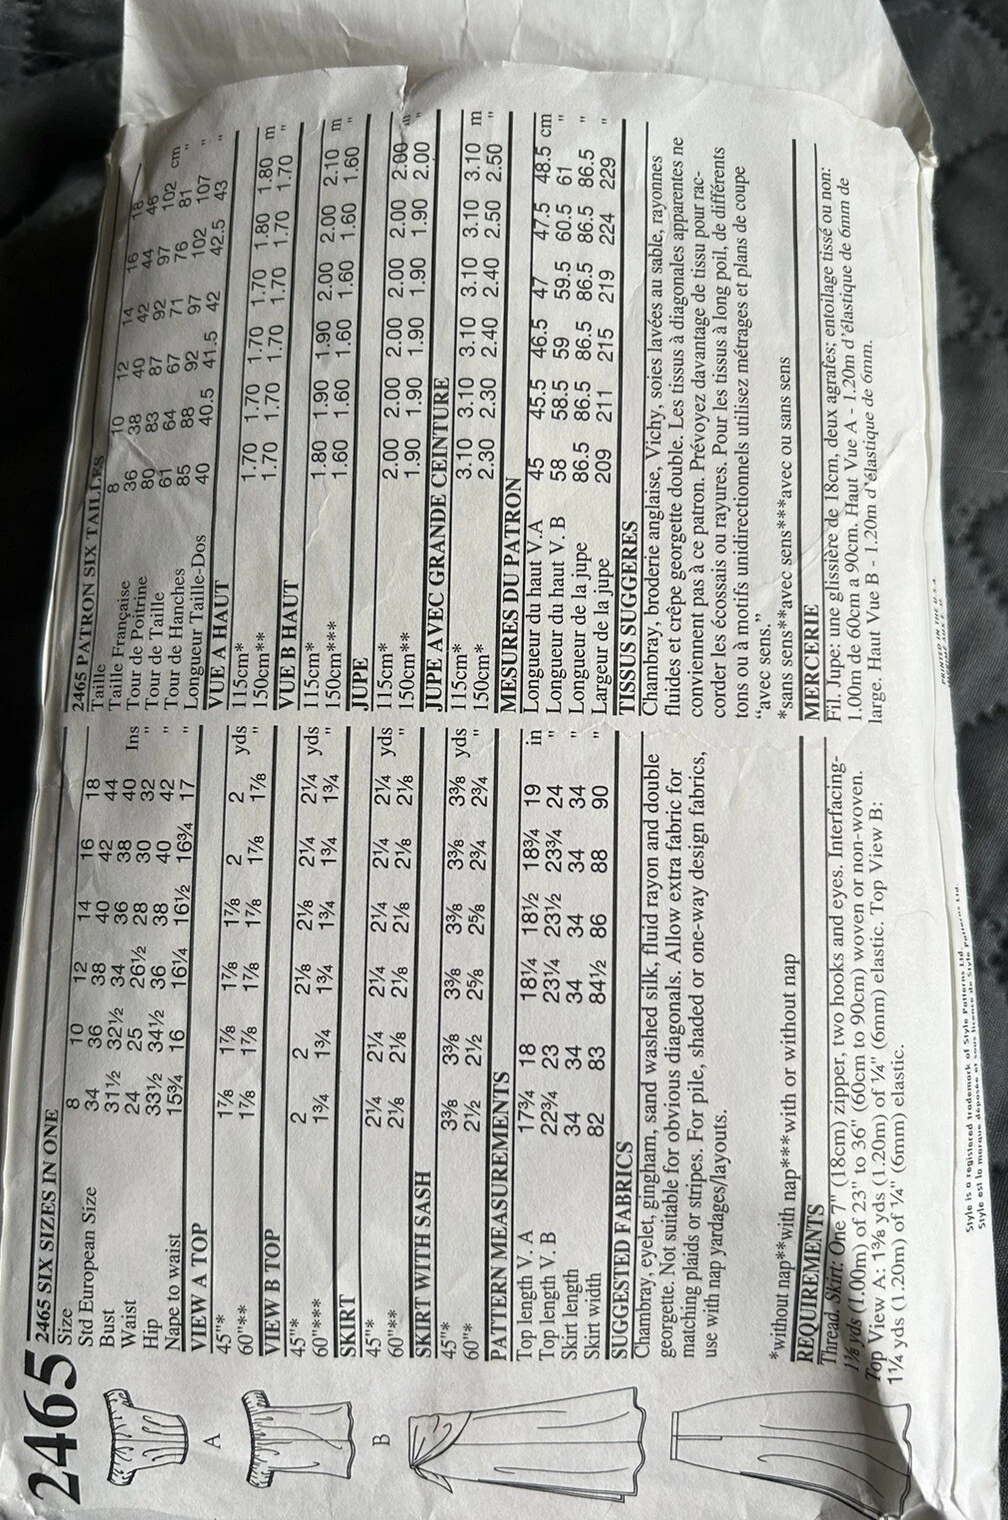 2465
2465 SIX SIZES IN ONE
Size 8 10 12 14 16 18
Std European Size 34 36 38 40 42 44
Bust 31½ 32½ 34 36 38 40 Ins
Waist 24 25 26½ 28 30 32 "
Hip 33½ 34½ 36 38 40 42 "
Nape to waist 15¾ 16 16¼ 16½ 16¾ 17 "
VIEW A TOP
45"* 1⅞ 1⅞ 1⅞ 1⅞ 2 2 yds
60"** 1⅞ 1⅞ 1⅞ 1⅞ 1⅞ 1⅞ "
VIEW B TOP
45"* 2 2 2⅛ 2⅛ 2¼ 2¼ yds
60"*** 1¾ 1¾ 1¾ 1¾ 1¾ 1¾ "
SKIRT
45"* 2¼ 2¼ 2¼ 2¼ 2¼ 2¼ yds
60"** 2⅛ 2⅛ 2⅛ 2⅛ 2⅛ 2⅛ "
SKIRT WITH SASH
45"* 3⅜ 3⅜ 3⅜ 3⅜ 3⅜ 3⅜ yds
60"* 2½ 2½ 2⅝ 2⅝ 2¾ 2¾ "
PATTERN MEASUREMENTS
Top length V. A 17¾ 18 18¼ 18½ 18¾ 19 in
Top length V. B 22¾ 23 23¼ 23½ 23¾ 24 "
Skirt length 34 34 34 34 34 34 "
Skirt width 82 83 84½ 86 88 90 "
SUGGESTED FABRICS
Chambray, eyelet, gingham, sand washed silk, fluid rayon and double
georgette. Not suitable for obvious diagonals. Allow extra fabric for
matching plaids or stripes. For pile, shaded or one-way design fabrics,
use with nap yardages/layouts.
*without nap**with nap***with or without nap
REQUIREMENTS
Thread. Skirt: One 7" (18cm) zipper, two hooks and eyes. Interfacing-
1⅛ yds (1.00m) of 23" to 36" (60cm to 90cm) woven or non-woven.
Top View A: 1⅜ yds (1.20m) of ¼" (6mm) elastic. Top View B:
1¼ yds (1.20m) of ¼" (6mm) elastic.
A
B
2465 PATRON SIX TAILLES
Taille 8 10 12 14 16 18
Taille Française 36 38 40 42 44 46
Tour de Poitrine 80 83 87 92 97 102 cm
Tour de Taille 61 64 67 71 76 81 "
Tour de Hanches 85 88 92 97 102 107 "
Longueur Taille-Dos 40 40.5 41.5 42 42.5 43 "
VUE A HAUT
115cm* 1.70 1.70 1.70 1.70 1.80 1.80 m
150cm** 1.70 1.70 1.70 1.70 1.70 1.70 "
VUE B HAUT
115cm* 1.80 1.90 1.90 2.00 2.00 2.10 m
150cm*** 1.60 1.60 1.60 1.60 1.60 1.60 "
JUPE
115cm* 2.00 2.00 2.00 2.00 2.00 2.00 m
150cm** 1.90 1.90 1.90 1.90 1.90 2.00 "
JUPE AVEC GRANDE CEINTURE
115cm* 3.10 3.10 3.10 3.10 3.10 3.10 m
150cm* 2.30 2.30 2.40 2.40 2.50 2.50 "
MESURES DU PATRON
Longueur du haut V.A 45 45.5 46.5 47 47.5 48.5 cm
Longueur du haut V. B 58 58.5 59 59.5 60.5 61 "
Longueur de la jupe 86.5 86.5 86.5 86.5 86.5 86.5 "
Largeur de la jupe 209 211 215 219 224 229 "
TISSUS SUGGERES
Chambray, broderie anglaise, Vichy, soies lavées au sable, rayonnes
fluides et crêpe georgette double. Les tissus à diagonales apparentes ne
conviennent pas à ce patron. Prévoyez davantage de tissu pour rac-
corder les écossais ou rayures. Pour les tissus à long poil, de différents
tons ou à motifs unidirectionnels utilisez métrages et plans de coupe
"avec sens."
*sans sens**avec sens***avec ou sans sens
MERCERIE
Fil. Jupe: une glissière de 18cm, deux agrafes; entoilage tissé ou non:
1.00m de 60cm a 90cm. Haut Vue A - 1.20m d'élastique de 6mm de
large. Haut Vue B - 1.20m d'élastique de 6mm.
PRINTED IN THE U.S.A.
Style is a registered trademark of Style Patterns Ltd.
Style est la marque déposée et sous licence de Style Patterns Ltd.